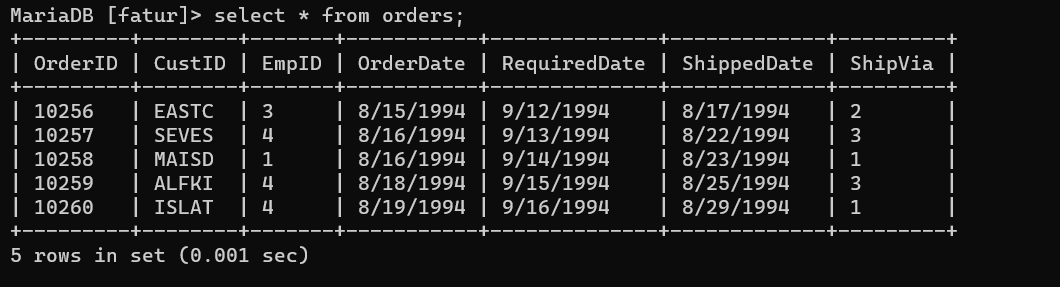 MariaDB [fatur]> select * from orders;
+---------+--------+-------+-----------+--------------+-------------+---------+
| OrderID | CustID | EmpID | OrderDate | RequiredDate | ShippedDate | ShipVia |
+---------+--------+-------+-----------+--------------+-------------+---------+
| 10256   | EASTC  | 3     | 8/15/1994 | 9/12/1994    | 8/17/1994   | 2       |
| 10257   | SEVES  | 4     | 8/16/1994 | 9/13/1994    | 8/22/1994   | 3       |
| 10258   | MAISD  | 1     | 8/16/1994 | 9/14/1994    | 8/23/1994   | 1       |
| 10259   | ALFKI  | 4     | 8/18/1994 | 9/15/1994    | 8/25/1994   | 3       |
| 10260   | ISLAT  | 4     | 8/19/1994 | 9/16/1994    | 8/29/1994   | 1       |
+---------+--------+-------+-----------+--------------+-------------+---------+
5 rows in set (0.001 sec)